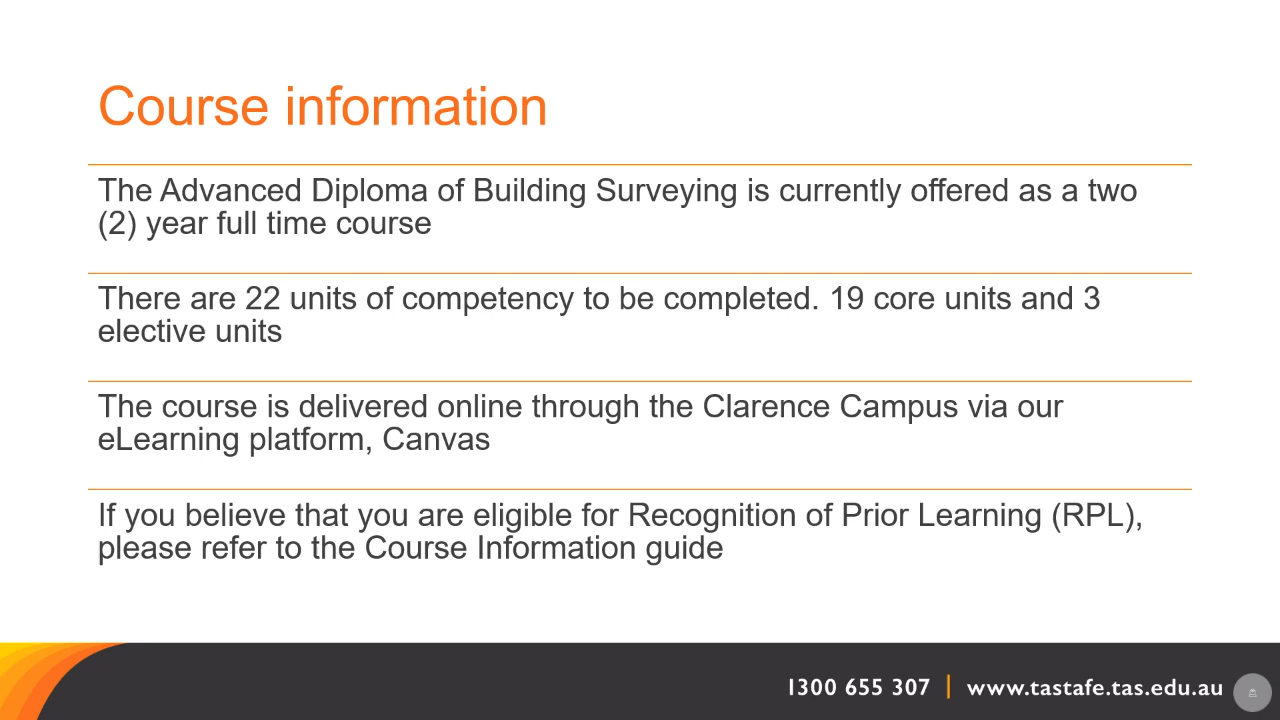 Course information
The Advanced Diploma of Building Surveying is currently offered as a two
(2) year full time course
There are 22 units of competency to be completed. 19 core units and 3
elective units
The course is delivered online through the Clarence Campus via our
eLearning platform, Canvas
If you believe that you are eligible for Recognition of Prior Learning (RPL),
please refer to the Course Information guide
1300 655 307 | www.tastafe.tas.edu.au